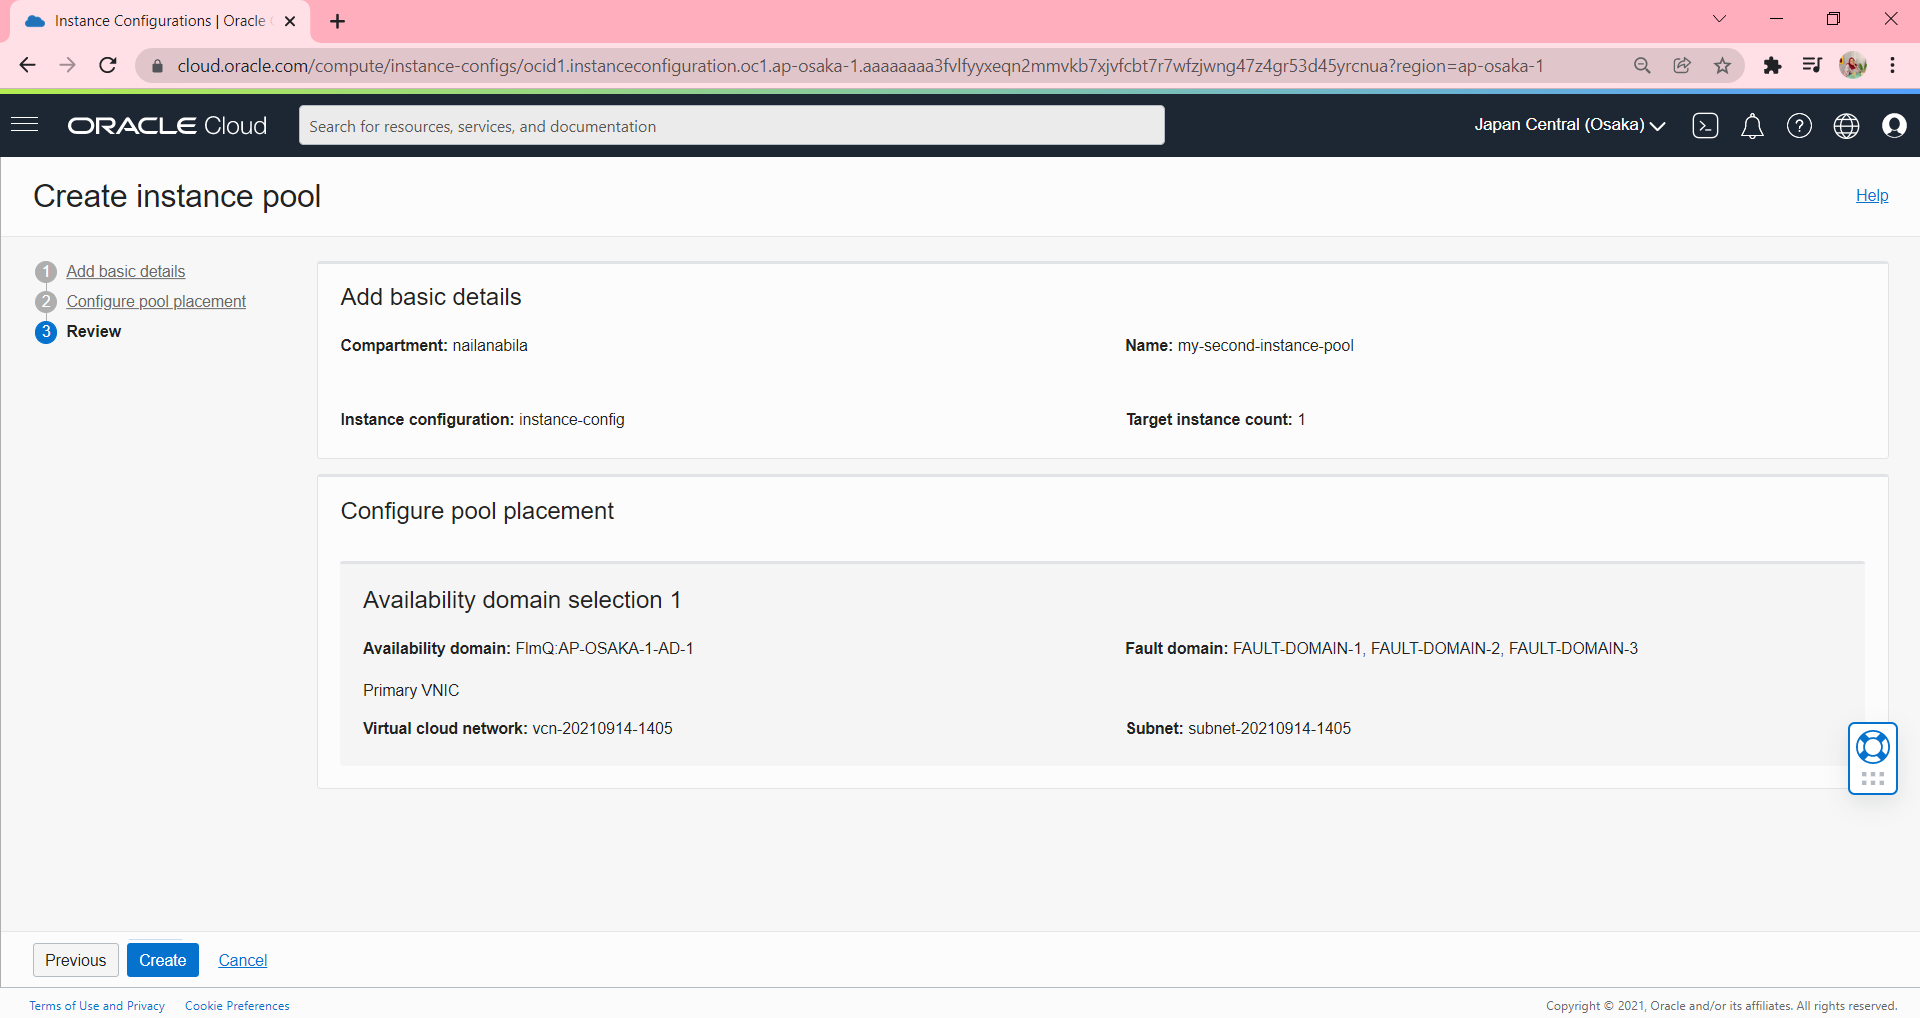 Instance Configurations | Oracle
cloud.oracle.com/compute/instance-configs/ocid1.instanceconfiguration.oc1.ap-osaka-1.aaaaaaaa3fvlfyyxeqn2mmvkb7xjvfcbt7r7wfzjwng47z4gr53d45yrcnua?region=ap-osaka-1
ORACLE Cloud
Search for resources, services, and documentation
Japan Central (Osaka)
Create instance pool
Help
1 Add basic details
2 Configure pool placement
3 Review
Add basic details
Compartment: nailanabila
Name: my-second-instance-pool
Instance configuration: instance-config
Target instance count: 1
Configure pool placement
Availability domain selection 1
Availability domain: FlmQ:AP-OSAKA-1-AD-1
Fault domain: FAULT-DOMAIN-1, FAULT-DOMAIN-2, FAULT-DOMAIN-3
Primary VNIC
Virtual cloud network: vcn-20210914-1405
Subnet: subnet-20210914-1405
Previous
Create
Cancel
Terms of Use and Privacy
Cookie Preferences
Copyright © 2021, Oracle and/or its affiliates. All rights reserved.